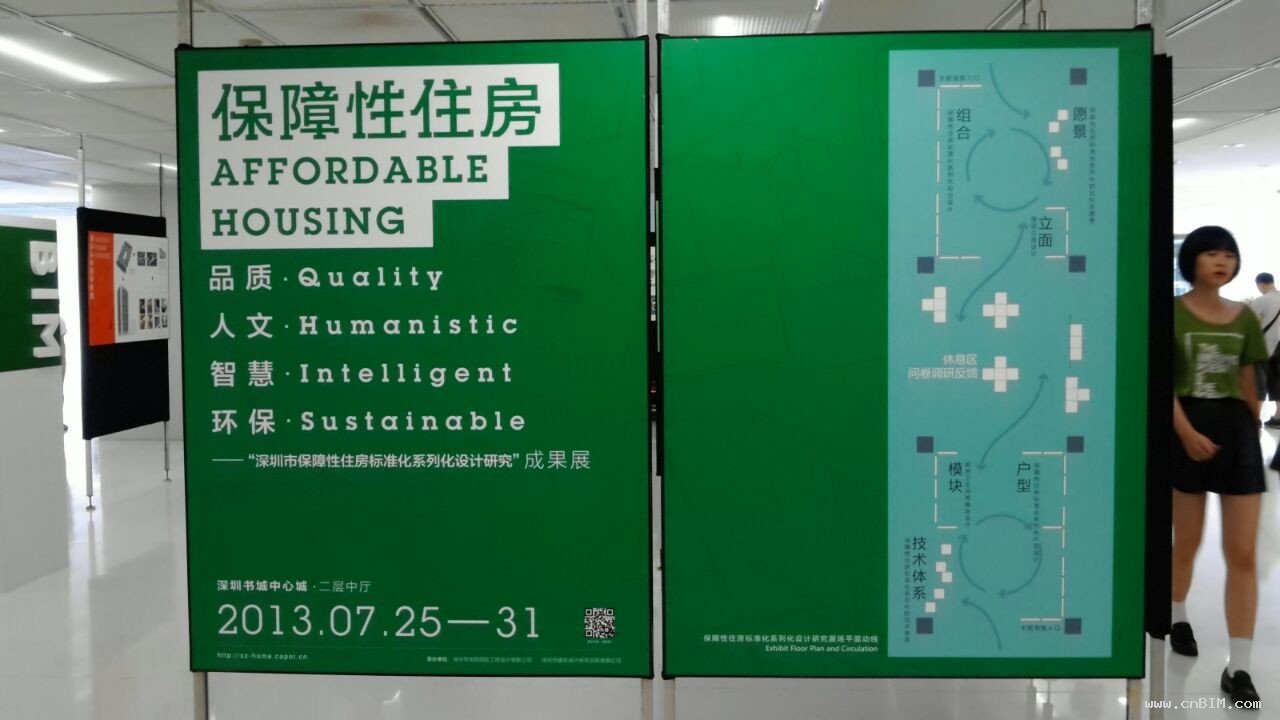 保障性住房
AFFORDABLE
HOUSING
品质·Quality
人文·Humanistic
智慧·Intelligent
环保·Sustainable
——“深圳市保障性住房标准化系列化设计研究”成果展
深圳书城中心城·二层中厅
2013.07.25—31
http://sz-home.capol.cn
组合
愿景
立面
休息区
问卷调研反馈
模块
户型
技术体系
保障性住房标准化系列化设计研究展场平面动线
Exhibit Floor Plan and Circulation
BIM
www.cnBIM.com